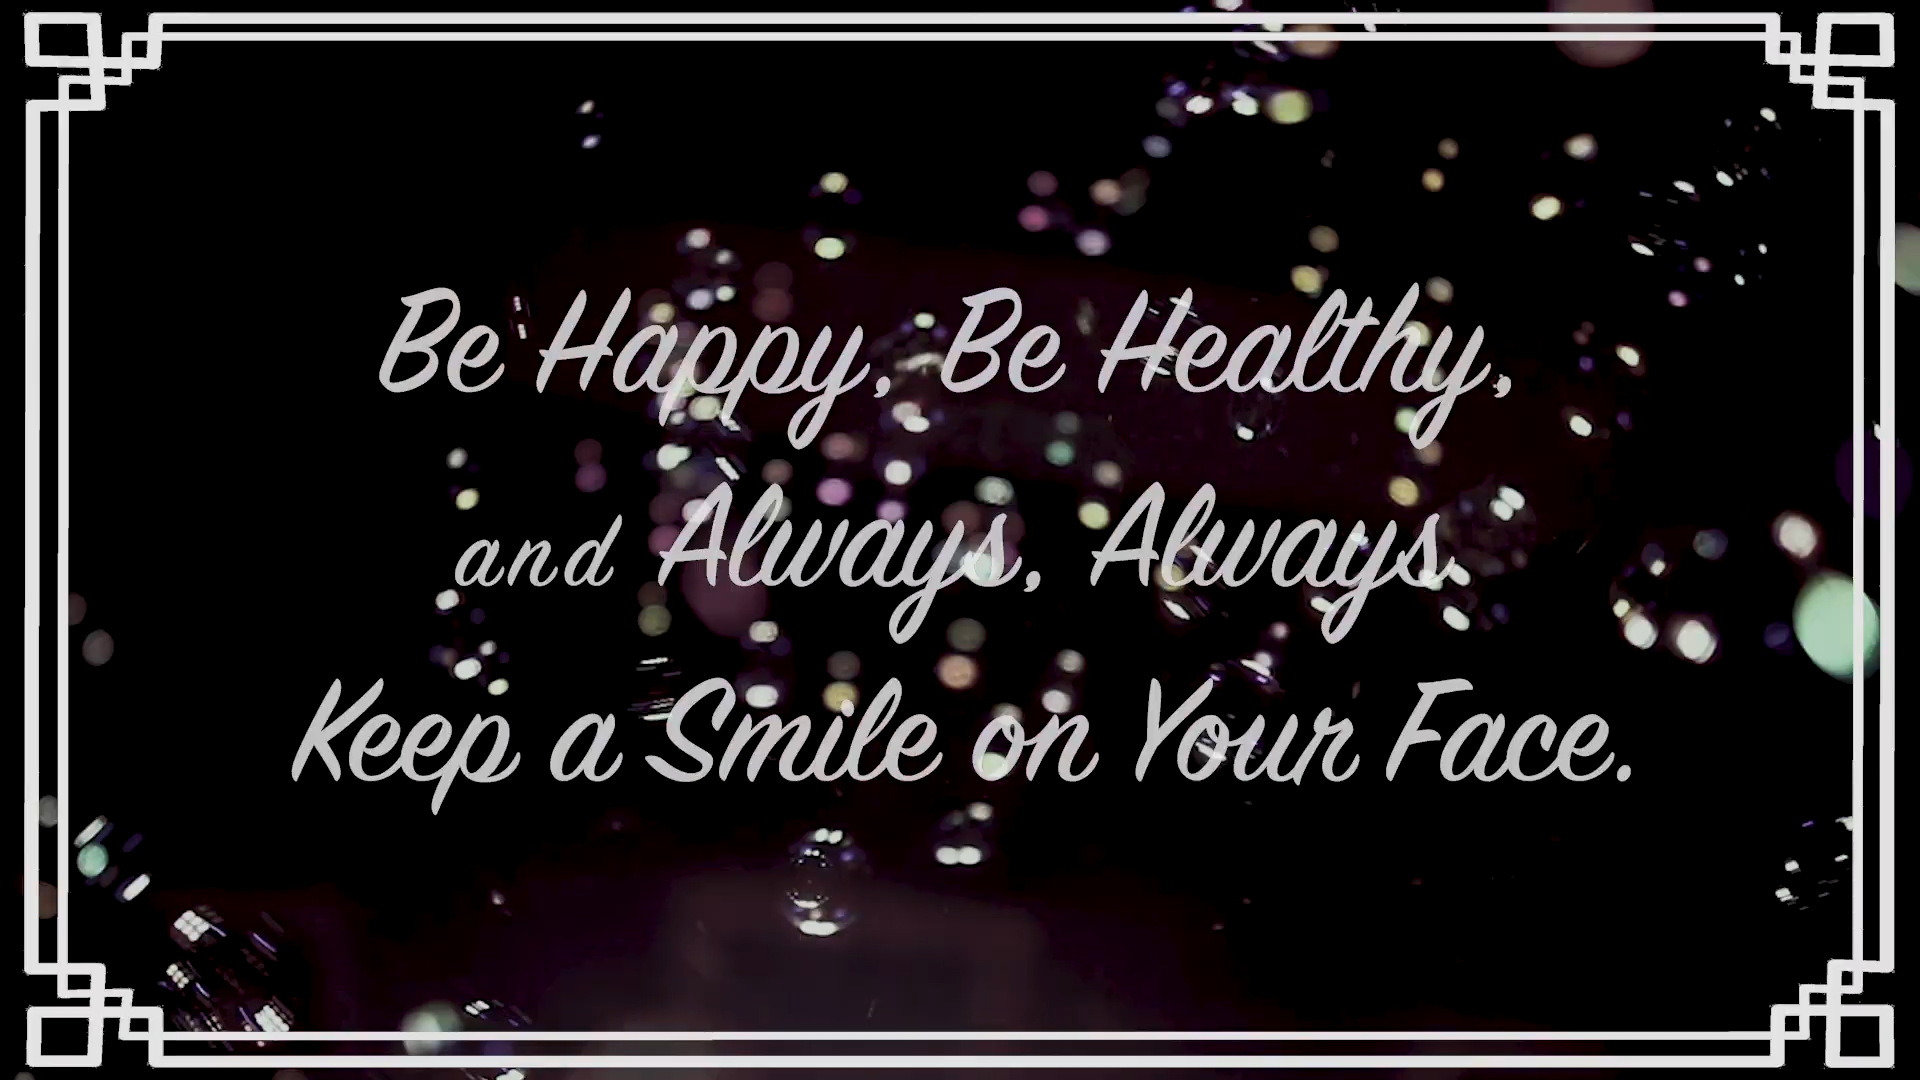 Be Happy, Be Healthy,
and Always, Always
Keep a Smile on Your Face.